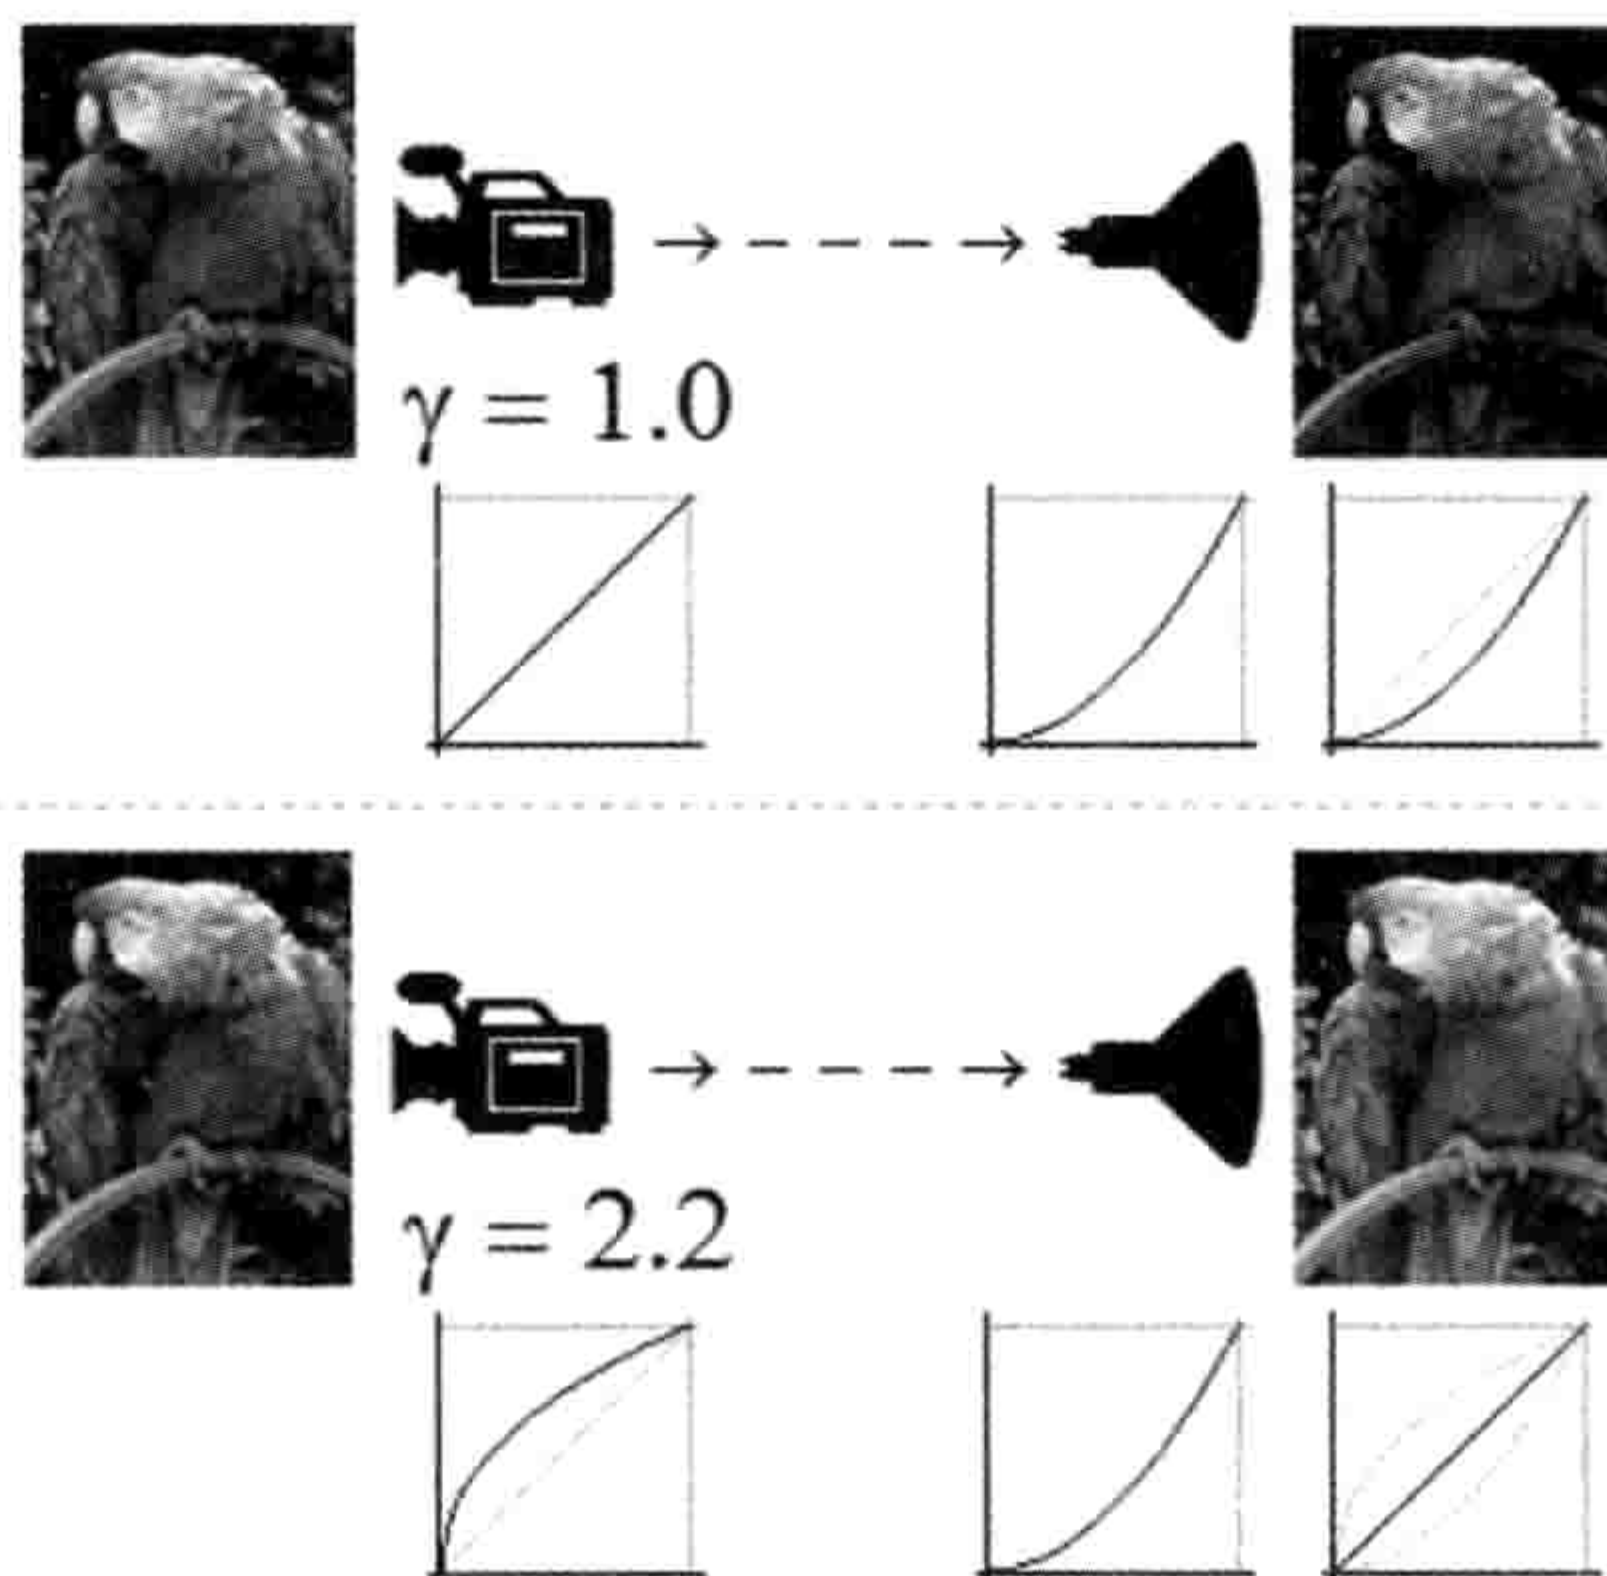 γ = 1.0
γ = 2.2